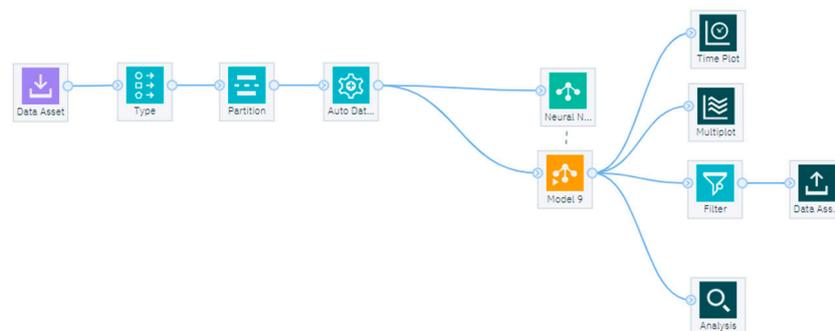 Data Asset
Type
Partition
Auto Dat...
Neural N...
Model 9
Time Plot
Multiplot
Filter
Data Ass...
Analysis